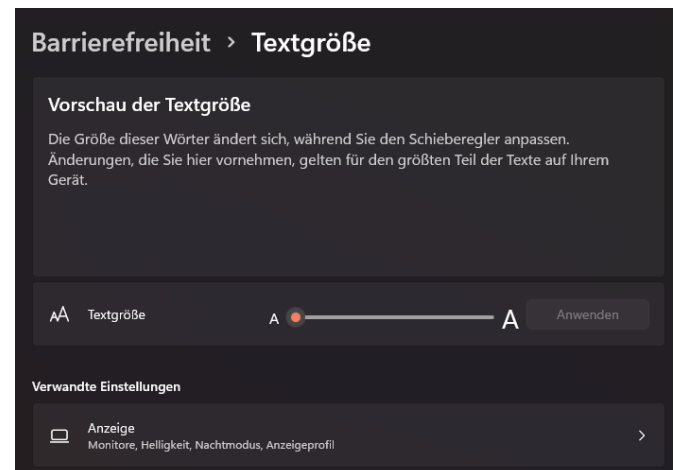 Barrierefreiheit > Textgröße
Vorschau der Textgröße
Die Größe dieser Wörter ändert sich, während Sie den Schieberegler anpassen.
Änderungen, die Sie hier vornehmen, gelten für den größten Teil der Texte auf Ihrem
Gerät.
AA Textgröße A A Anwenden
Verwandte Einstellungen
Anzeige
Monitore, Helligkeit, Nachtmodus, Anzeigeprofil